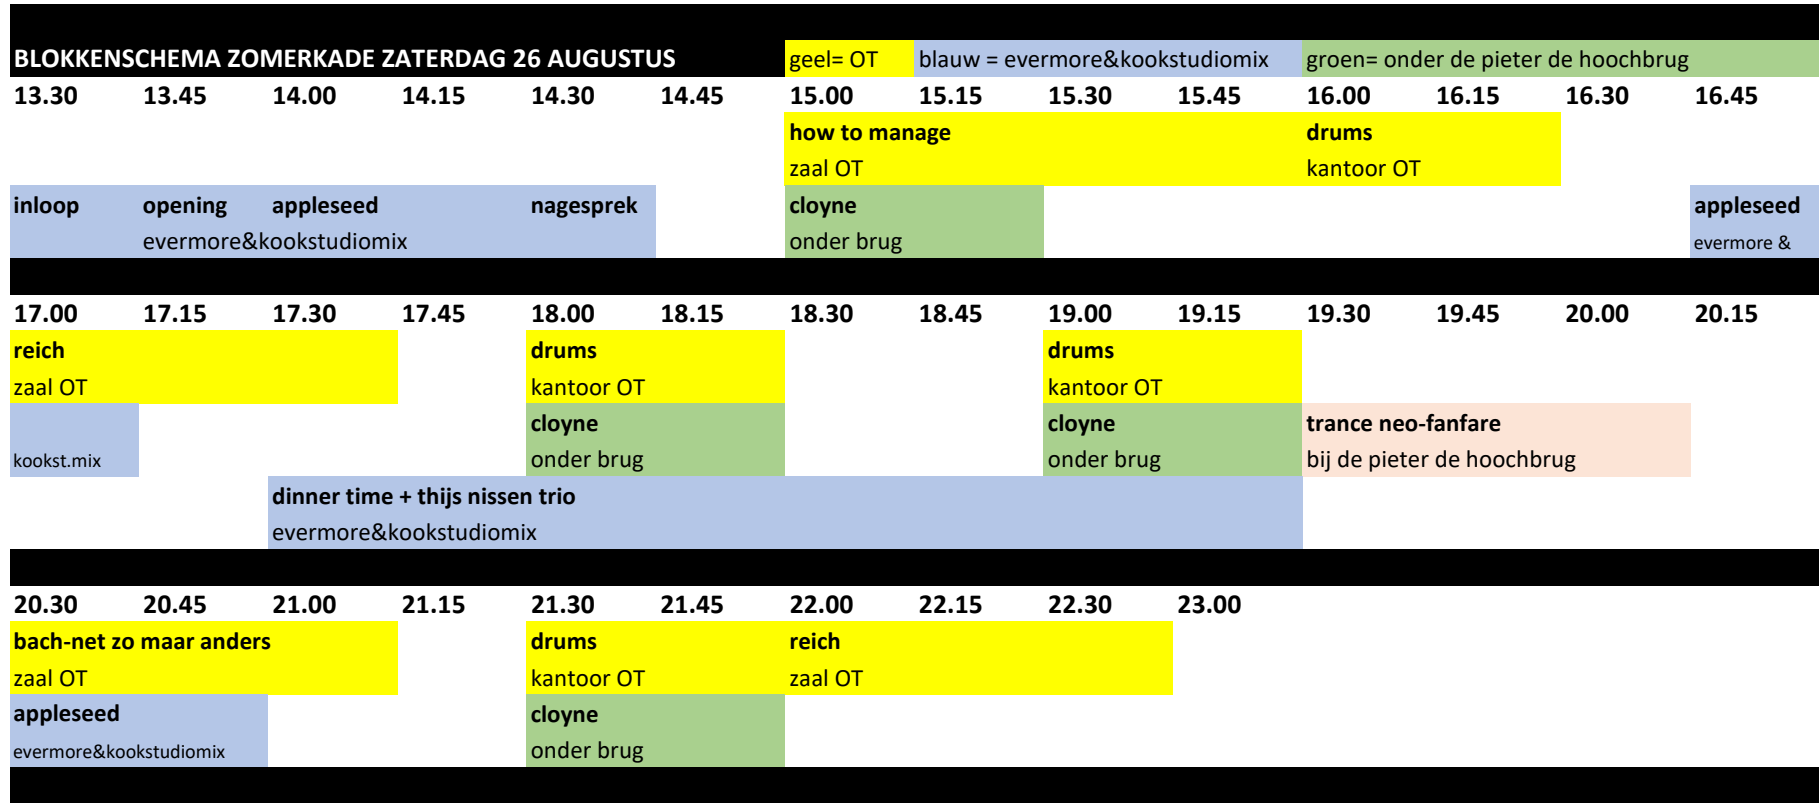 BLOKKENSCHEMA ZOMERKADE ZATERDAG 26 AUGUSTUS geel= OT blauw = evermore&kookstudiomix groen= onder de pieter de hoochbrug
13.30 13.45 14.00 14.15 14.30 14.45 15.00 15.15 15.30 15.45 16.00 16.15 16.30 16.45
how to manage drums
zaal OT kantoor OT
inloop opening appleseed nagesprek cloyne appleseed
evermore&kookstudiomix onder brug evermore &
17.00 17.15 17.30 17.45 18.00 18.15 18.30 18.45 19.00 19.15 19.30 19.45 20.00 20.15
reich drums drums
zaal OT kantoor OT kantoor OT
cloyne cloyne trance neo-fanfare
kookst.mix onder brug onder brug bij de pieter de hoochbrug
dinner time + thijs nissen trio
evermore&kookstudiomix
20.30 20.45 21.00 21.15 21.30 21.45 22.00 22.15 22.30 23.00
bach-net zo maar anders drums reich
zaal OT kantoor OT zaal OT
appleseed cloyne
evermore&kookstudiomix onder brug